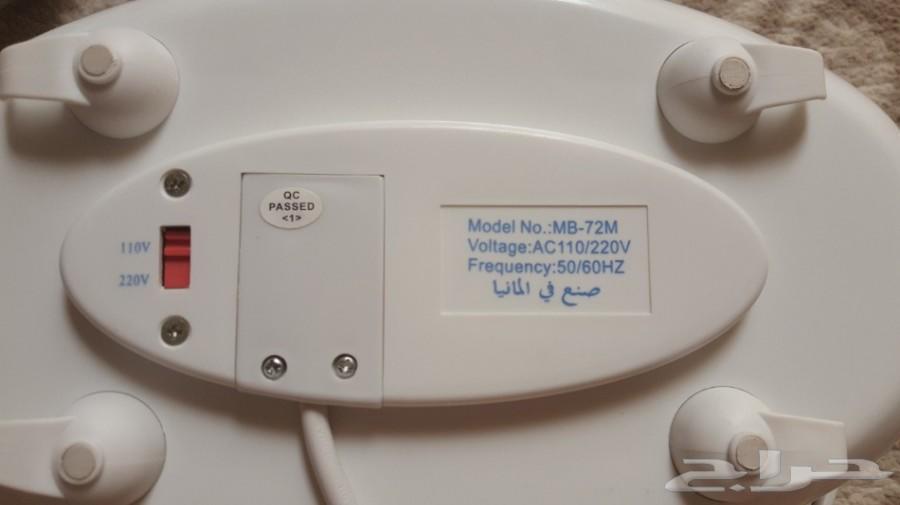 QC
PASSED
<1>
110V
220V
Model No.:MB-72M
Voltage:AC110/220V
Frequency:50/60HZ
صنع في المانيا
حراج